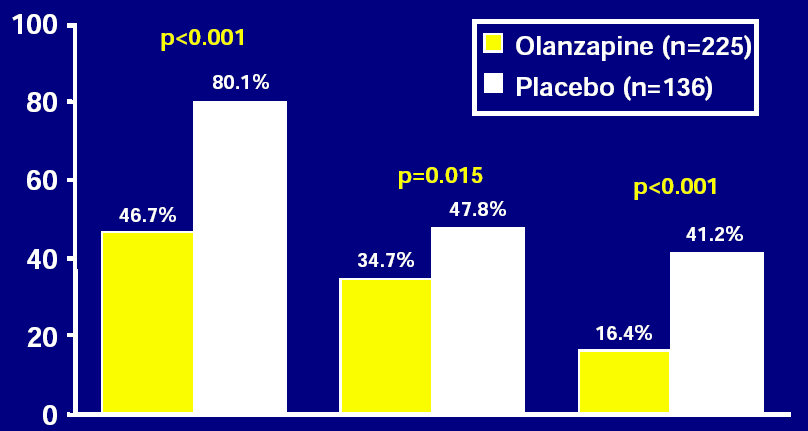 100
80
60
40
20
0
p<0.001
80.1%
46.7%
p=0.015
47.8%
34.7%
p<0.001
41.2%
16.4%
Olanzapine (n=225)
Placebo (n=136)